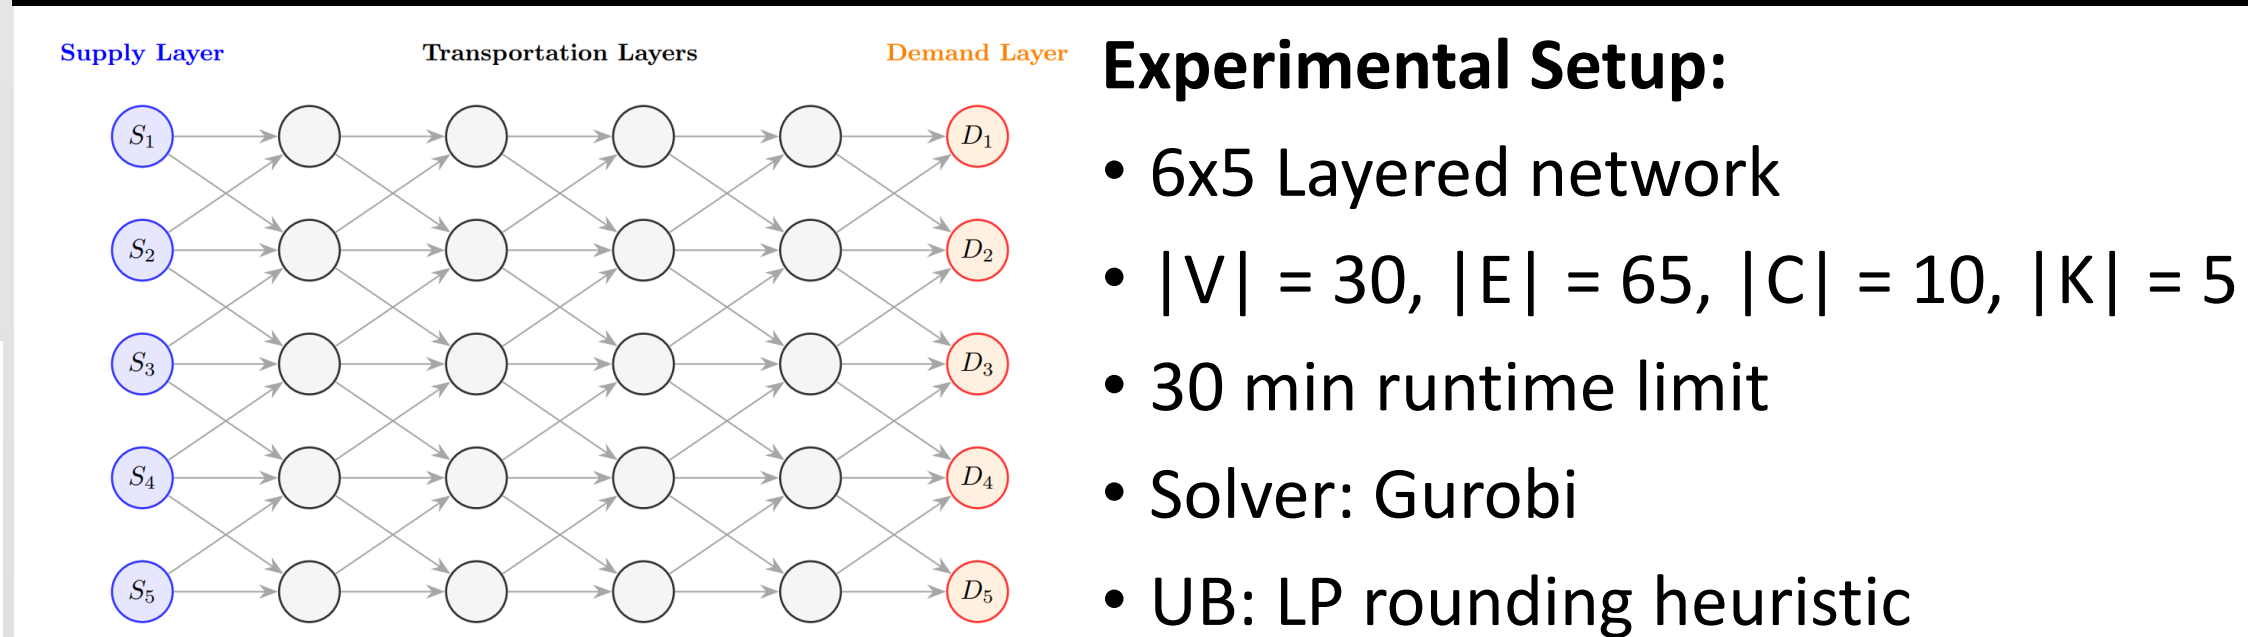 Supply Layer
Transportation Layers
Demand Layer
S₁
D₁
S₂
D₂
S₃
D₃
S₄
D₄
S₅
D₅
Experimental Setup:
• 6x5 Layered network
• |V| = 30, |E| = 65, |C| = 10, |K| = 5
• 30 min runtime limit
• Solver: Gurobi
• UB: LP rounding heuristic